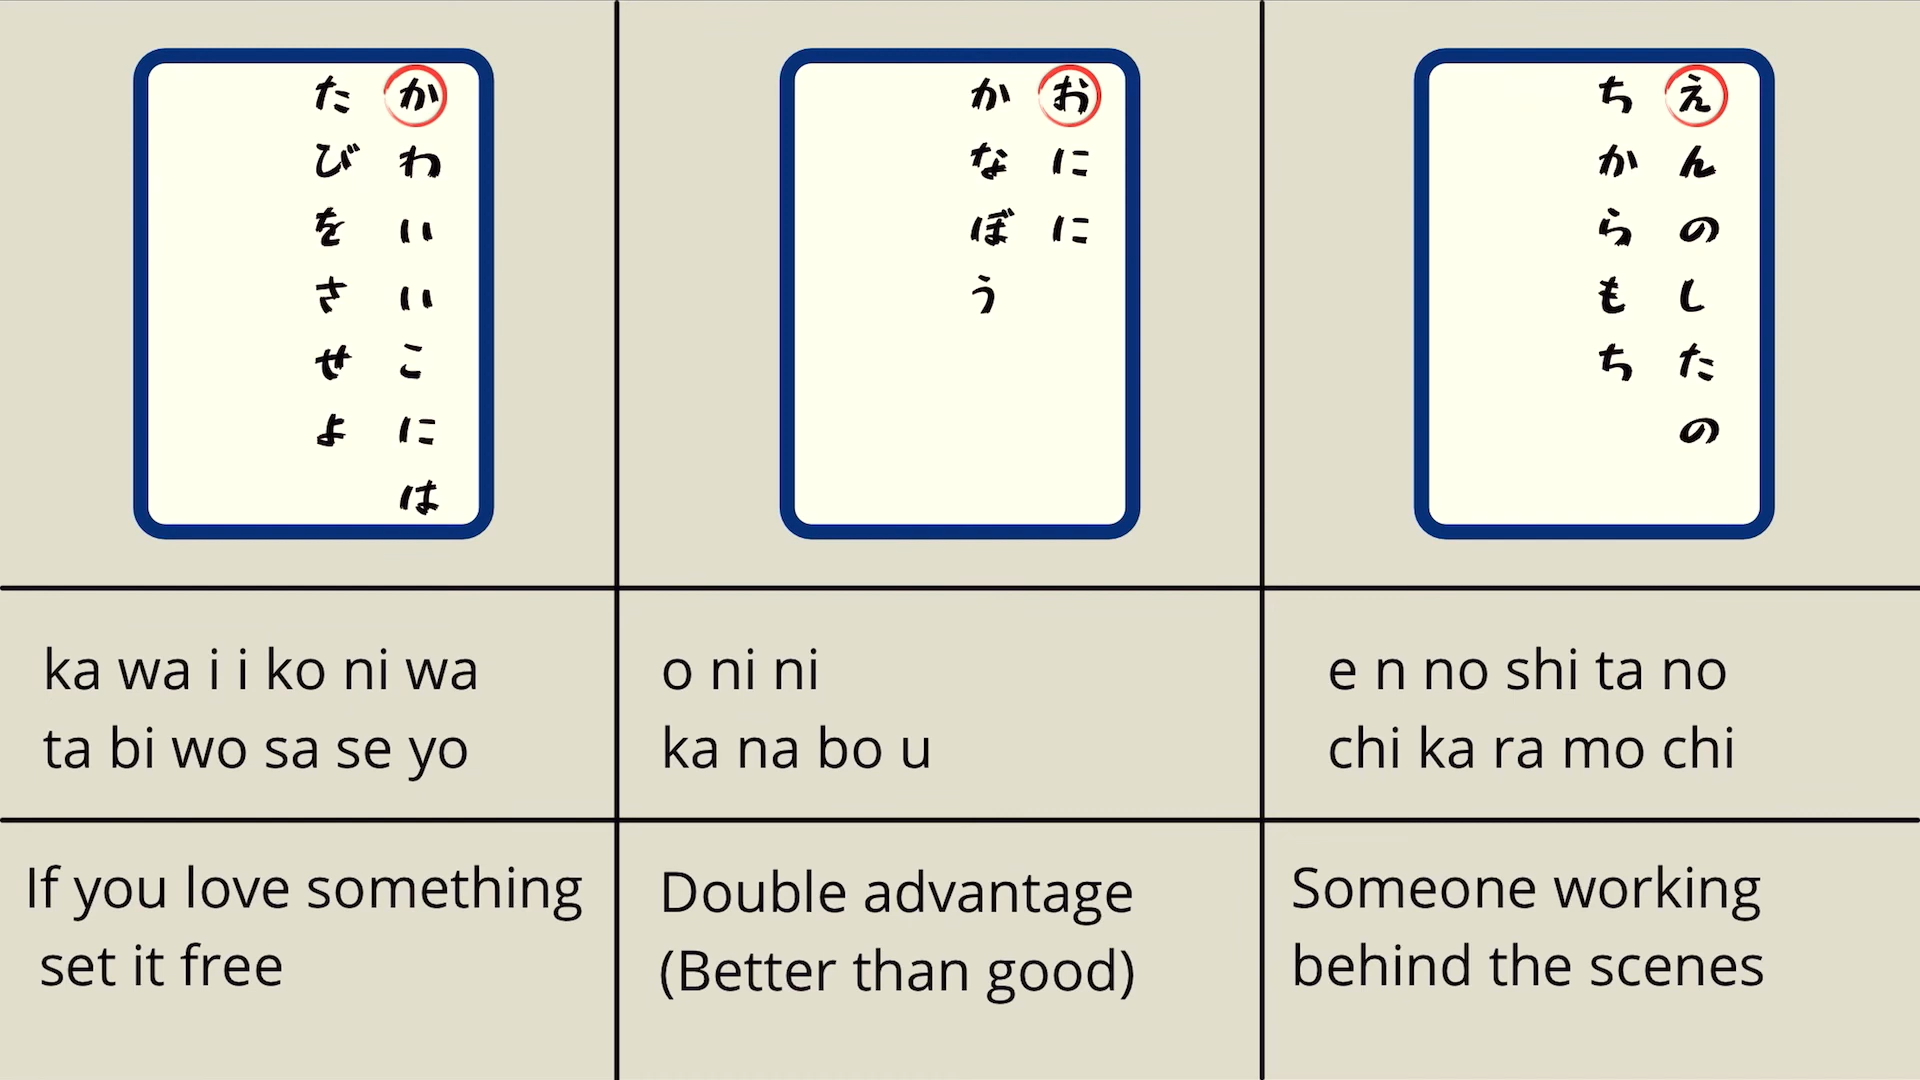 かわいいこには
たびをさせよ
おにに
かなぼう
えんのしたの
ちからもち
ka wa i i ko ni wa
ta bi wo sa se yo
o ni ni
ka na bo u
e n no shi ta no
chi ka ra mo chi
If you love something
set it free
Double advantage
(Better than good)
Someone working
behind the scenes